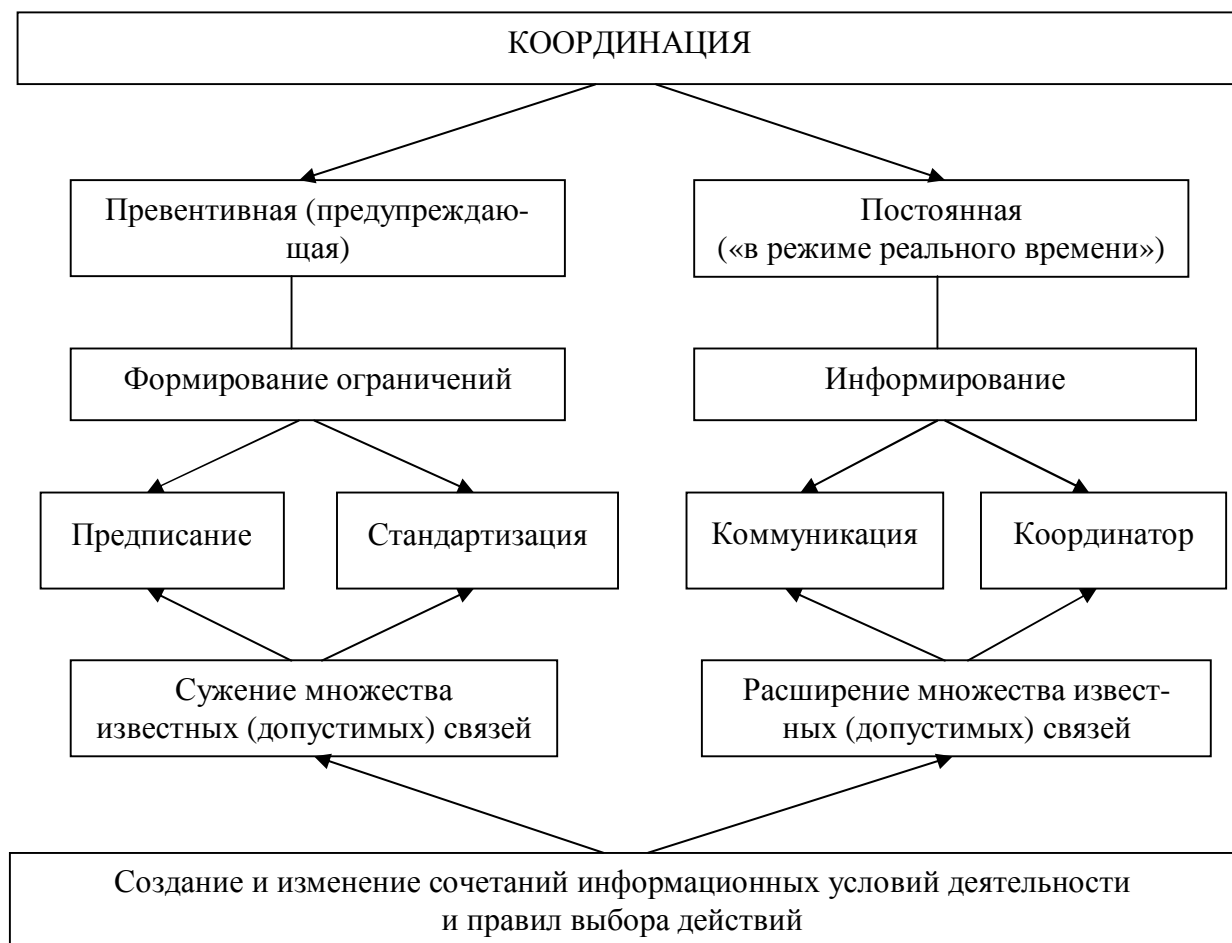 КООРДИНАЦИЯ
Превентивная (предупреждаю-
щая)
Постоянная
(«в режиме реального времени»)
Формирование ограничений
Информирование
Предписание
Стандартизация
Коммуникация
Координатор
Сужение множества
известных (допустимых) связей
Расширение множества извест-
ных (допустимых) связей
Создание и изменение сочетаний информационных условий деятельности
и правил выбора действий